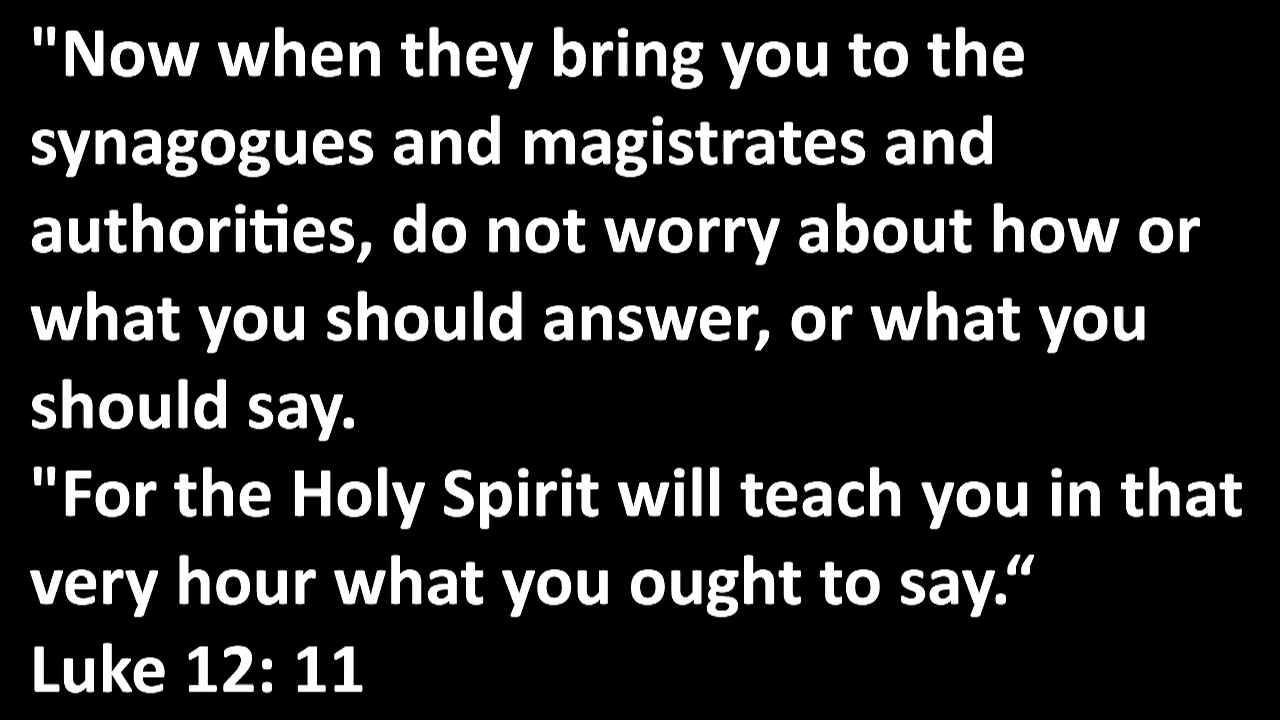 "Now when they bring you to the
synagogues and magistrates and
authorities, do not worry about how or
what you should answer, or what you
should say.
"For the Holy Spirit will teach you in that
very hour what you ought to say.“
Luke 12: 11